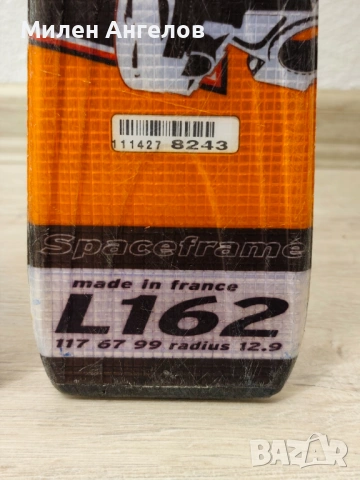 Милен Ангелов
111427 8243
Spaceframe
made in france
L162
117 67 99 radius 12.9
BAZAR